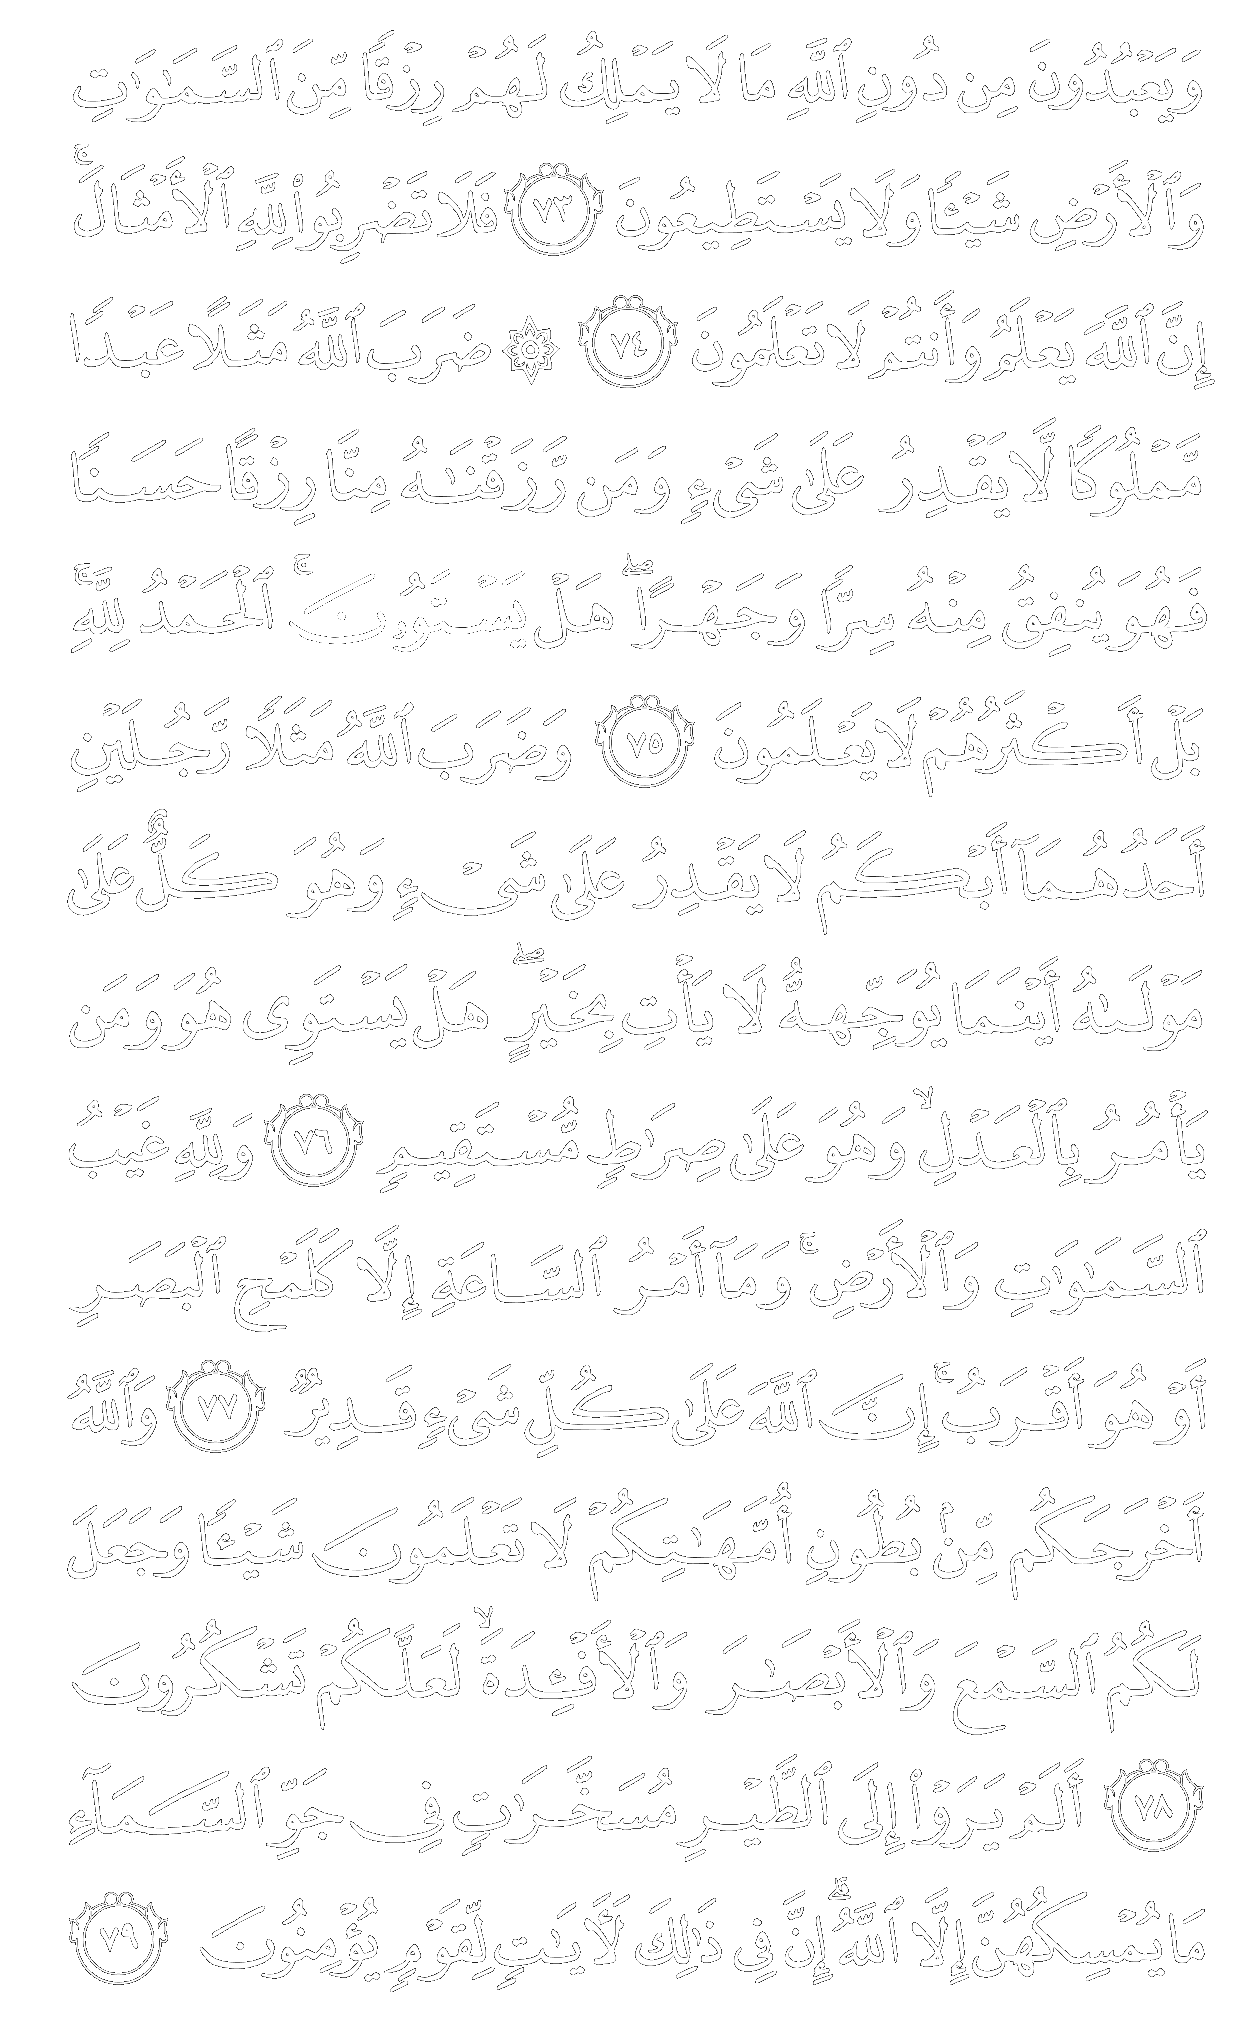 وَيَعْبُدُونَ مِن دُونِ ٱللَّهِ مَا لَا يَمْلِكُ لَهُمْ رِزْقًا مِّنَ ٱلسَّمَـٰوَٰتِ
وَٱلْأَرْضِ شَيْـًٔا وَلَا يَسْتَطِيعُونَ ٧٣ فَلَا تَضْرِبُوا۟ لِلَّهِ ٱلْأَمْثَالَ ۚ
إِنَّ ٱللَّهَ يَعْلَمُ وَأَنتُمْ لَا تَعْلَمُونَ ٧٤ ۞ ضَرَبَ ٱللَّهُ مَثَلًا عَبْدًا
مَّمْلُوكًا لَّا يَقْدِرُ عَلَىٰ شَىْءٍ وَمَن رَّزَقْنَـٰهُ مِنَّا رِزْقًا حَسَنًا
فَهُوَ يُنفِقُ مِنْهُ سِرًّا وَجَهْرًا ۖ هَلْ يَسْتَوُۥنَ ۚ ٱلْحَمْدُ لِلَّهِ ۚ
بَلْ أَكْثَرُهُمْ لَا يَعْلَمُونَ ٧٥ وَضَرَبَ ٱللَّهُ مَثَلًا رَّجُلَيْنِ
أَحَدُهُمَآ أَبْكَمُ لَا يَقْدِرُ عَلَىٰ شَىْءٍ وَهُوَ كَلٌّ عَلَىٰ
مَوْلَىٰهُ أَيْنَمَا يُوَجِّههُّ لَا يَأْتِ بِخَيْرٍ ۖ هَلْ يَسْتَوِى هُوَ وَمَن
يَأْمُرُ بِٱلْعَدْلِ ۙ وَهُوَ عَلَىٰ صِرَٰطٍ مُّسْتَقِيمٍ ٧٦ وَلِلَّهِ غَيْبُ
ٱلسَّمَـٰوَٰتِ وَٱلْأَرْضِ ۚ وَمَآ أَمْرُ ٱلسَّاعَةِ إِلَّا كَلَمْحِ ٱلْبَصَرِ
أَوْ هُوَ أَقْرَبُ ۚ إِنَّ ٱللَّهَ عَلَىٰ كُلِّ شَىْءٍ قَدِيرٌ ٧٧ وَٱللَّهُ
أَخْرَجَكُم مِّنۢ بُطُونِ أُمَّهَـٰتِكُمْ لَا تَعْلَمُونَ شَيْـًٔا وَجَعَلَ
لَكُمُ ٱلسَّمْعَ وَٱلْأَبْصَـٰرَ وَٱلْأَفْـِٔدَةَ ۙ لَعَلَّكُمْ تَشْكُرُونَ
٧٨ أَلَمْ يَرَوْا۟ إِلَى ٱلطَّيْرِ مُسَخَّرَٰتٍ فِى جَوِّ ٱلسَّمَآءِ
مَا يُمْسِكُهُنَّ إِلَّا ٱللَّهُ ۗ إِنَّ فِى ذَٰلِكَ لَـَٔايَـٰتٍ لِّقَوْمٍ يُؤْمِنُونَ ٧٩